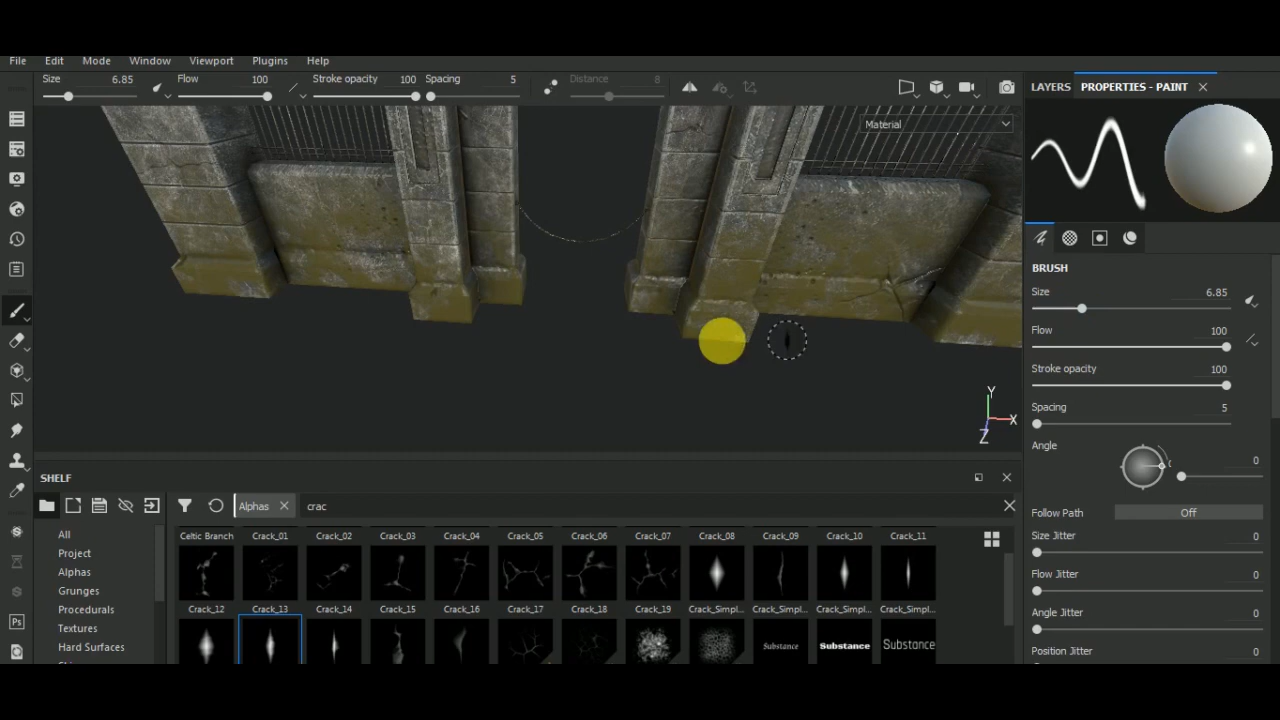 File Edit Mode Window Viewport Plugins Help
Size 6.85 Flow 100 Stroke opacity 100 Spacing 5 Distance 8
LAYERS PROPERTIES - PAINT
Material
BRUSH
Size 6.85
Flow 100
Stroke opacity 100
Spacing 5
Angle 0
Follow Path Off
Size Jitter 0
Flow Jitter 0
Angle Jitter 0
Position Jitter 0
Y
X
Z
SHELF
Alphas crac
All
Project
Alphas
Grunges
Procedurals
Textures
Hard Surfaces
Celtic Branch Crack_01 Crack_02 Crack_03 Crack_04 Crack_05 Crack_06 Crack_07 Crack_08 Crack_09 Crack_10 Crack_11
Crack_12 Crack_13 Crack_14 Crack_15 Crack_16 Crack_17 Crack_18 Crack_19 Crack_Simpl... Crack_Simpl... Crack_Simpl... Crack_Simpl...
Substance Substance Substance
Ps